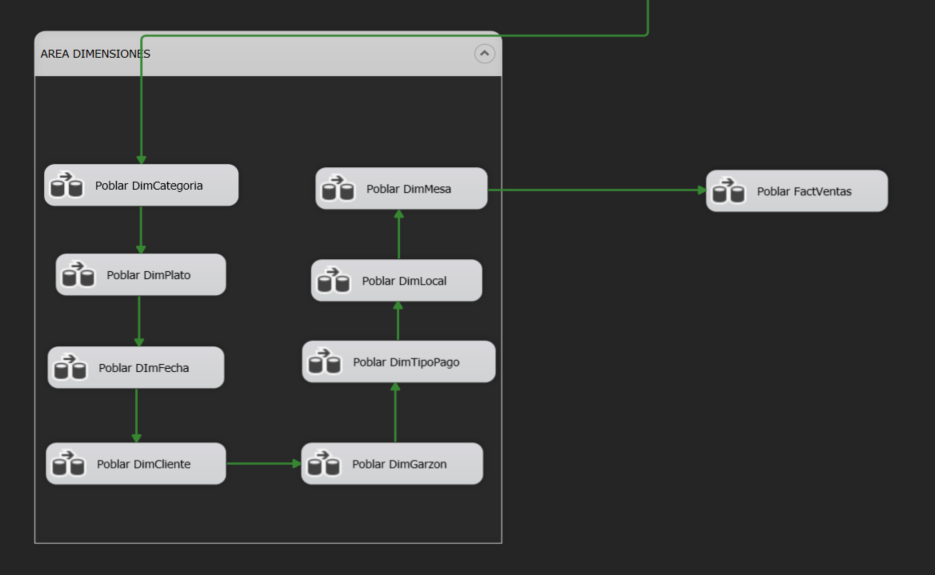 AREA DIMENSIONES
Poblar DimCategoria
Poblar DimMesa
Poblar FactVentas
Poblar DimPlato
Poblar DimLocal
Poblar DImFecha
Poblar DimTipoPago
Poblar DimCliente
Poblar DimGarzon